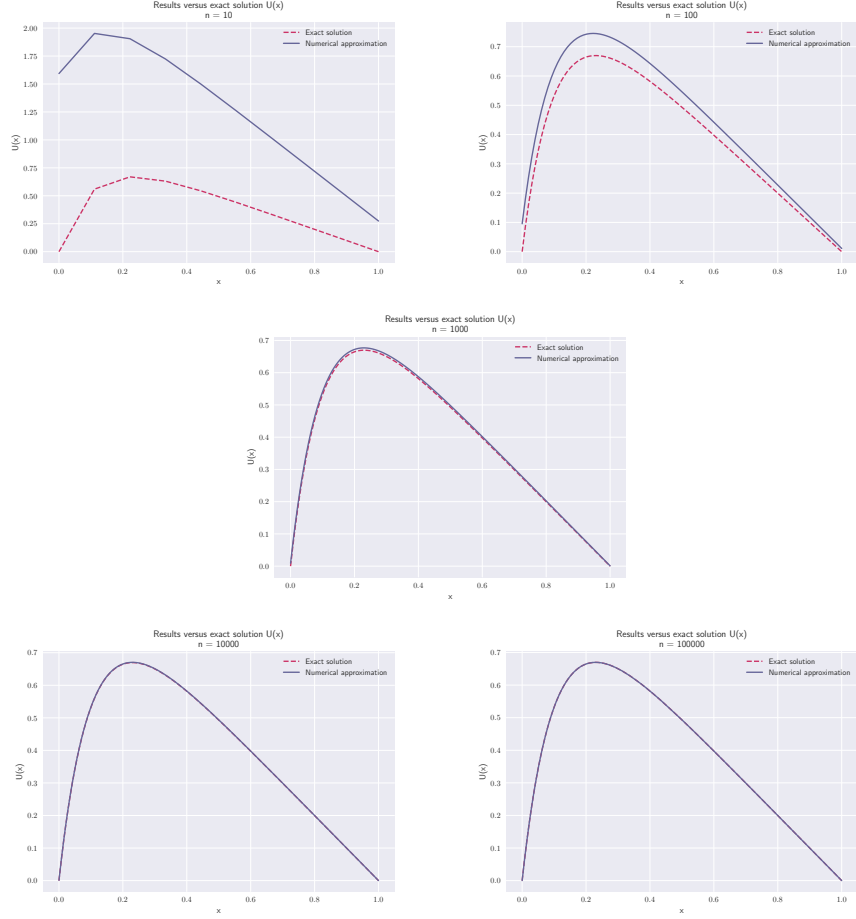 Results versus exact solution U(x)
n = 10
Exact solution
Numerical approximation
2.00
1.75
1.50
1.25
1.00
0.75
0.50
0.25
0.00
U(x)
0.0 0.2 0.4 0.6 0.8 1.0
x
Results versus exact solution U(x)
n = 100
Exact solution
Numerical approximation
0.7
0.6
0.5
0.4
0.3
0.2
0.1
0.0
U(x)
0.0 0.2 0.4 0.6 0.8 1.0
x
Results versus exact solution U(x)
n = 1000
Exact solution
Numerical approximation
0.7
0.6
0.5
0.4
0.3
0.2
0.1
0.0
U(x)
0.0 0.2 0.4 0.6 0.8 1.0
x
Results versus exact solution U(x)
n = 10000
Exact solution
Numerical approximation
0.7
0.6
0.5
0.4
0.3
0.2
0.1
0.0
U(x)
0.0 0.2 0.4 0.6 0.8 1.0
x
Results versus exact solution U(x)
n = 100000
Exact solution
Numerical approximation
0.7
0.6
0.5
0.4
0.3
0.2
0.1
0.0
U(x)
0.0 0.2 0.4 0.6 0.8 1.0
x